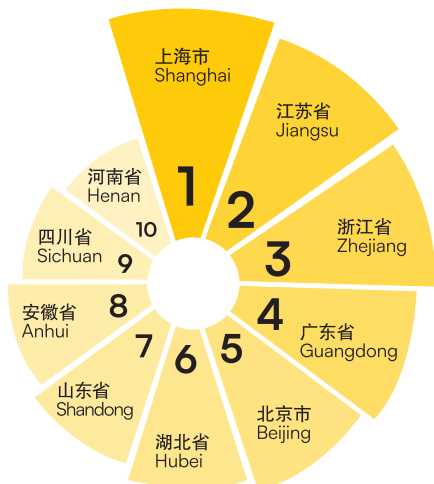 上海市
Shanghai
1
江苏省
Jiangsu
2
浙江省
Zhejiang
3
广东省
Guangdong
4
北京市
Beijing
5
湖北省
Hubei
6
山东省
Shandong
7
安徽省
Anhui
8
四川省
Sichuan
9
河南省
Henan
10